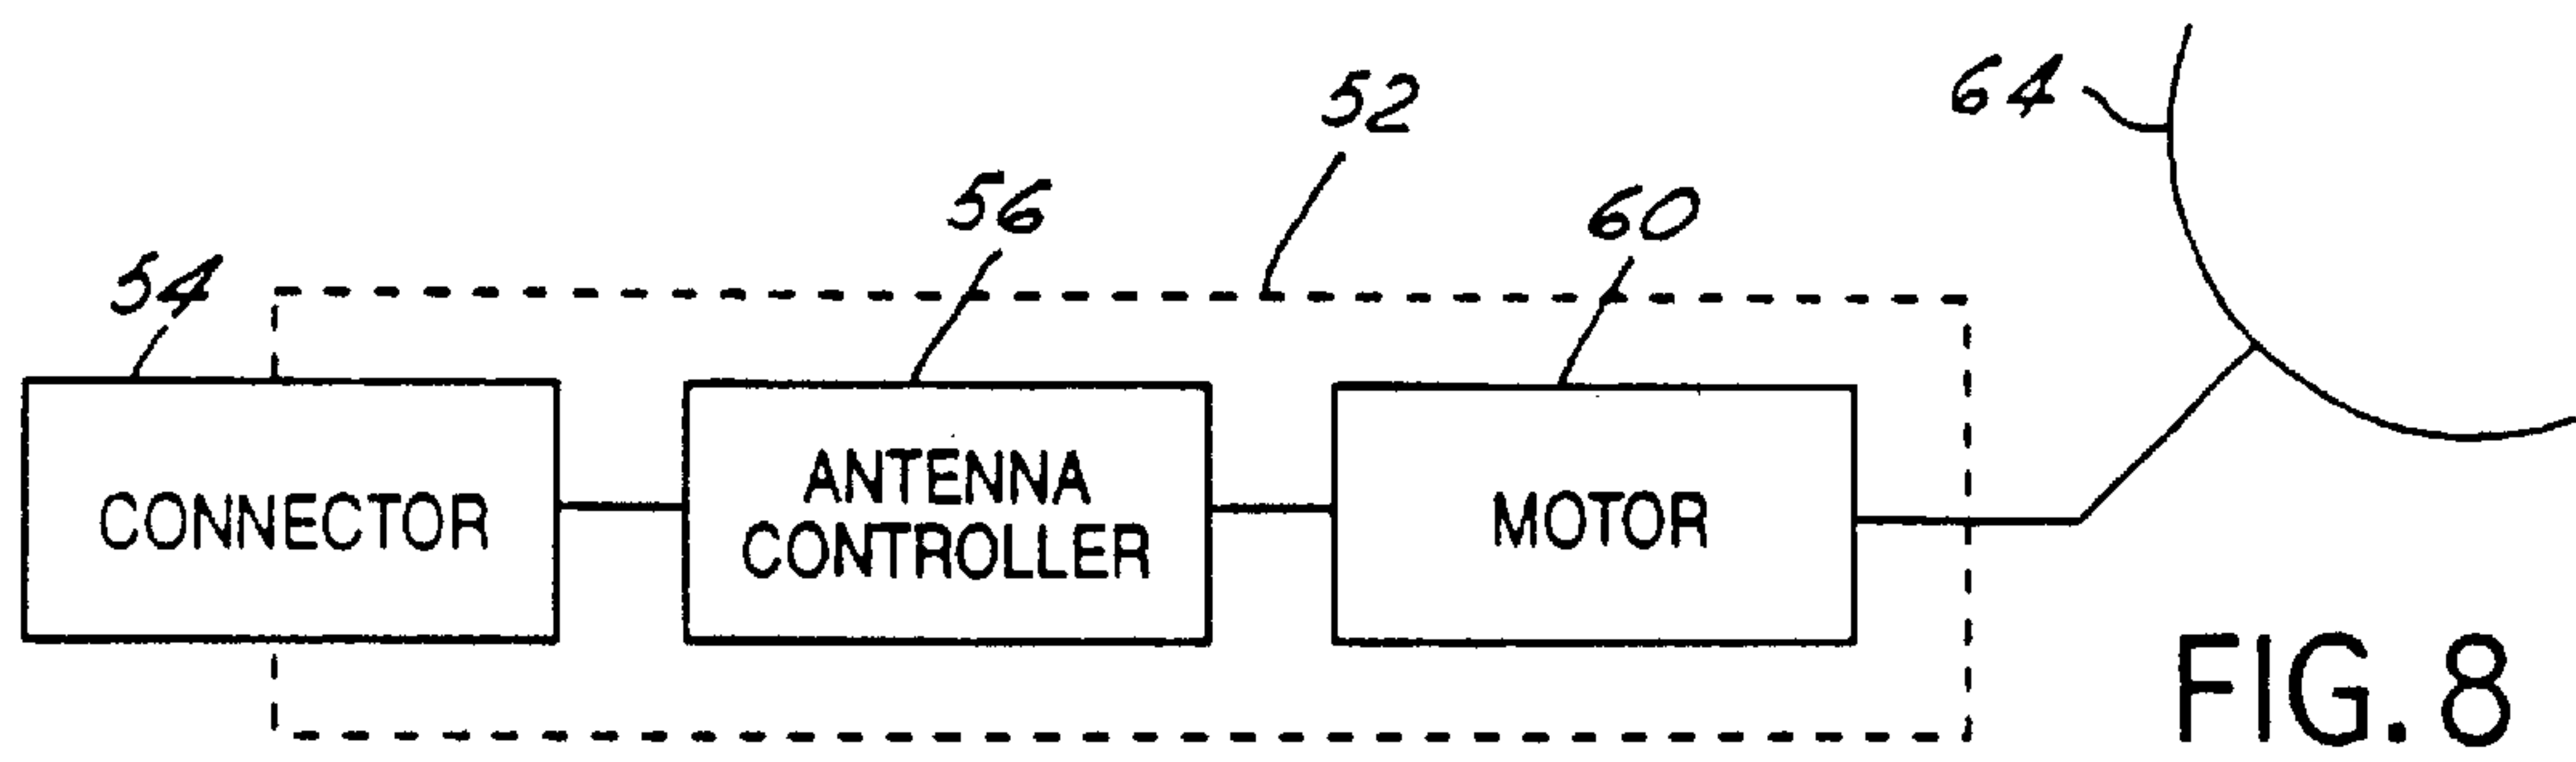 52
64
56
60
54
CONNECTOR
ANTENNA
CONTROLLER
MOTOR
FIG. 8